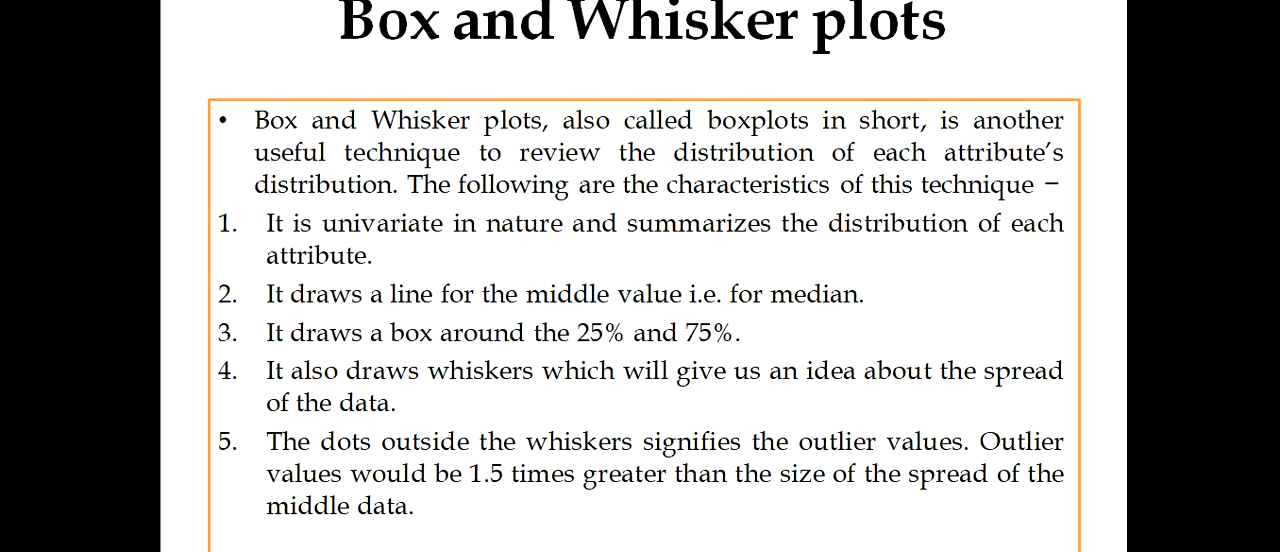 Box and Whisker plots
• Box and Whisker plots, also called boxplots in short, is another
useful technique to review the distribution of each attribute’s
distribution. The following are the characteristics of this technique −
1. It is univariate in nature and summarizes the distribution of each
attribute.
2. It draws a line for the middle value i.e. for median.
3. It draws a box around the 25% and 75%.
4. It also draws whiskers which will give us an idea about the spread
of the data.
5. The dots outside the whiskers signifies the outlier values. Outlier
values would be 1.5 times greater than the size of the spread of the
middle data.